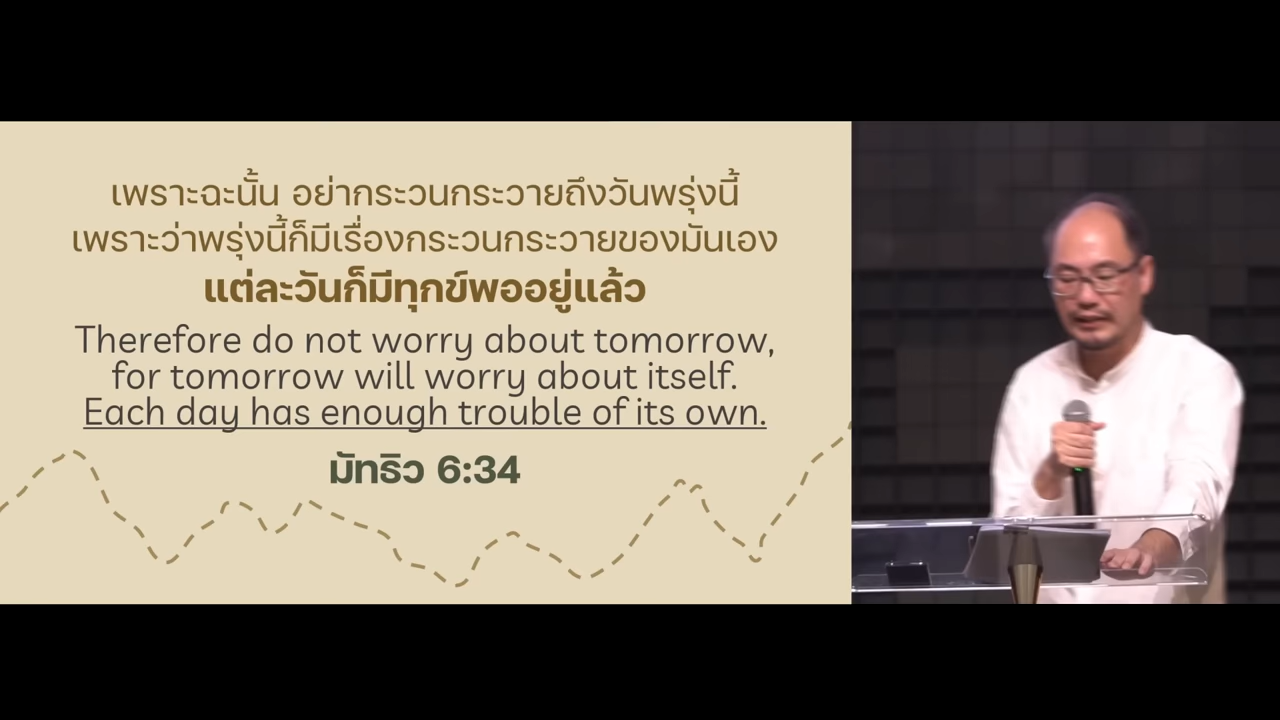 เพราะฉะนั้น อย่ากระวนกระวายถึงวันพรุ่งนี้
เพราะว่าพรุ่งนี้ก็มีเรื่องกระวนกระวายของมันเอง
แต่ละวันก็มีทุกข์พออยู่แล้ว
Therefore do not worry about tomorrow,
for tomorrow will worry about itself.
Each day has enough trouble of its own.
มัทธิว 6:34